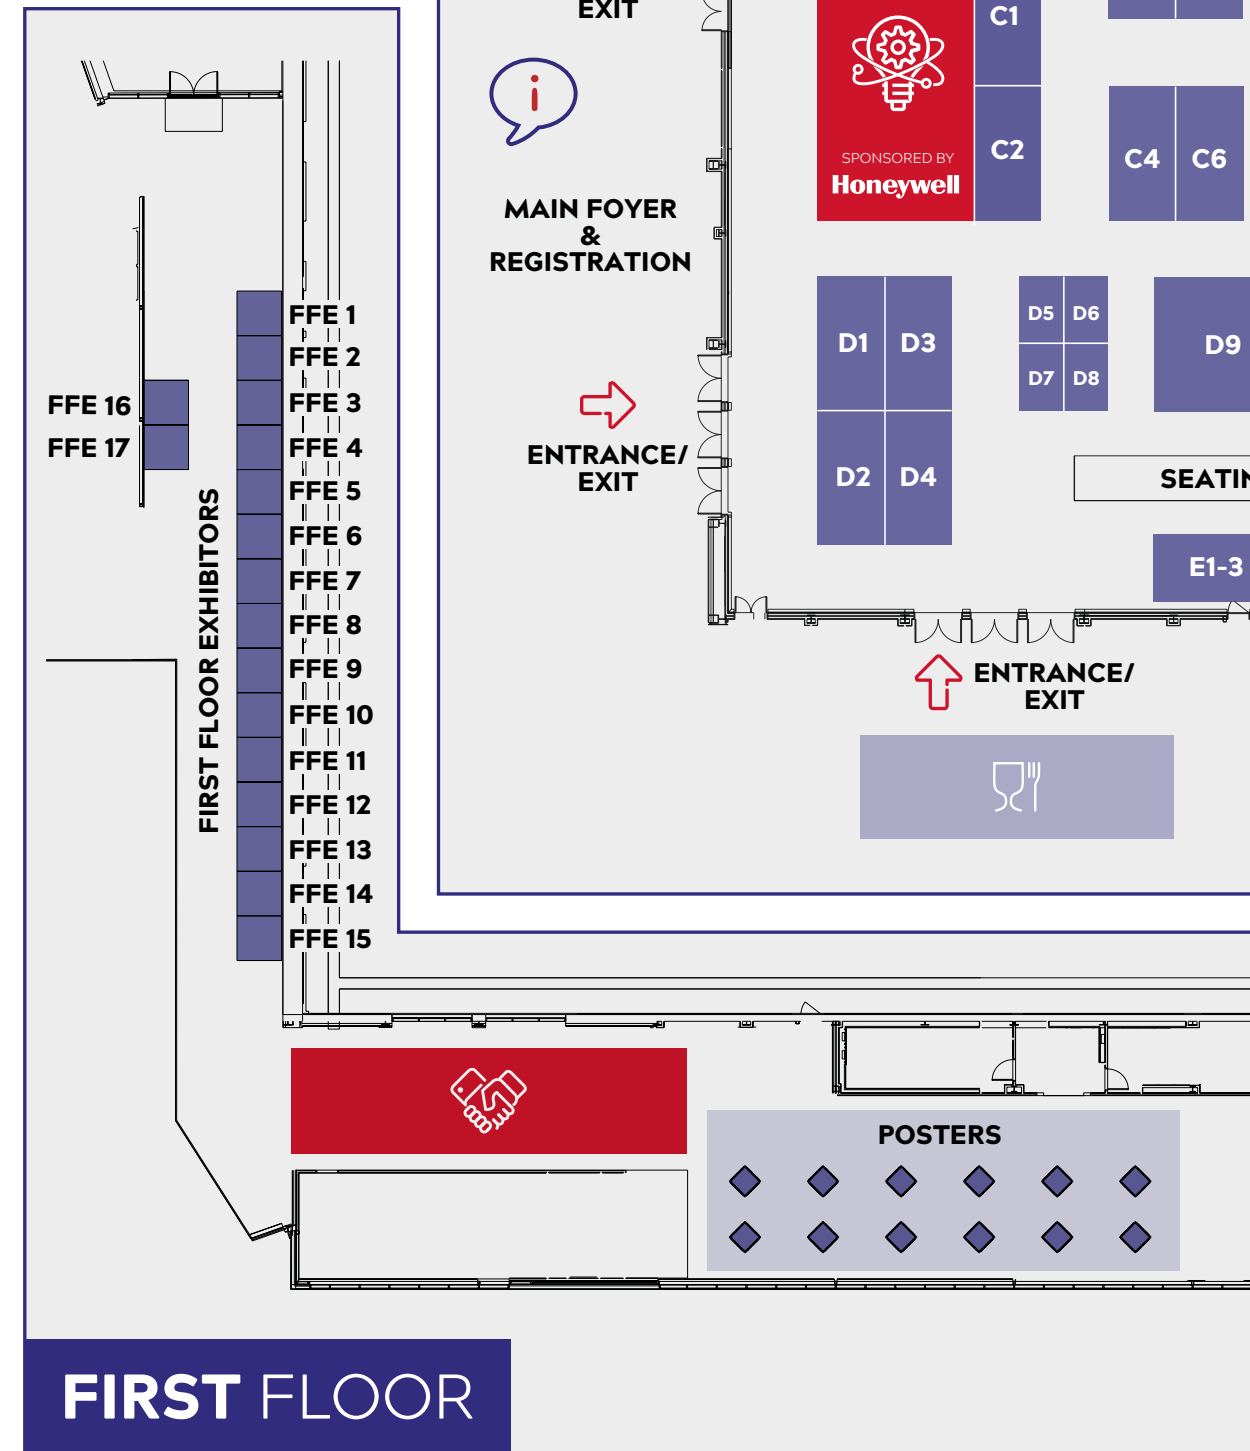 EXIT
C1
C2
SPONSORED BY
Honeywell
C4
C6
MAIN FOYER
&
REGISTRATION
D1
D3
D5
D6
D7
D8
D9
D2
D4
ENTRANCE/
EXIT
E1-3
ENTRANCE/
EXIT
FFE 1
FFE 2
FFE 3
FFE 4
FFE 5
FFE 6
FFE 7
FFE 8
FFE 9
FFE 10
FFE 11
FFE 12
FFE 13
FFE 14
FFE 15
FFE 16
FFE 17
FIRST FLOOR EXHIBITORS
POSTERS
FIRST FLOOR